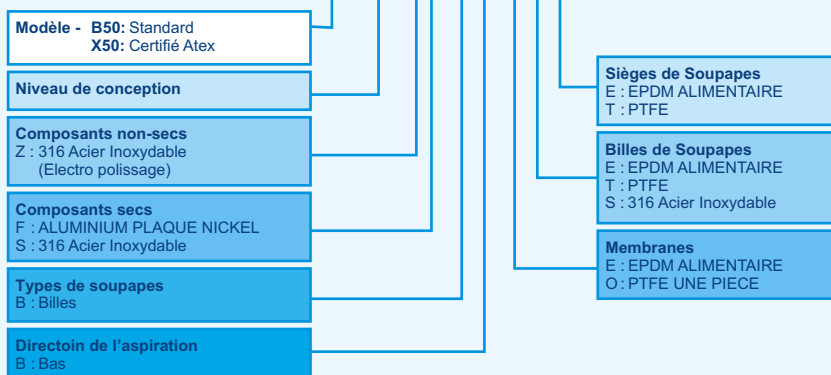 Modèle - B50: Standard
X50: Certifié Atex
Niveau de conception
Composants non-secs
Z : 316 Acier Inoxydable
(Electro polissage)
Composants secs
F : ALUMINIUM PLAQUE NICKEL
S : 316 Acier Inoxydable
Types de soupapes
B : Billes
Directoin de l'aspiration
B : Bas
Sièges de Soupapes
E : EPDM ALIMENTAIRE
T : PTFE
Billes de Soupapes
E : EPDM ALIMENTAIRE
T : PTFE
S : 316 Acier Inoxydable
Membranes
E : EPDM ALIMENTAIRE
O : PTFE UNE PIECE